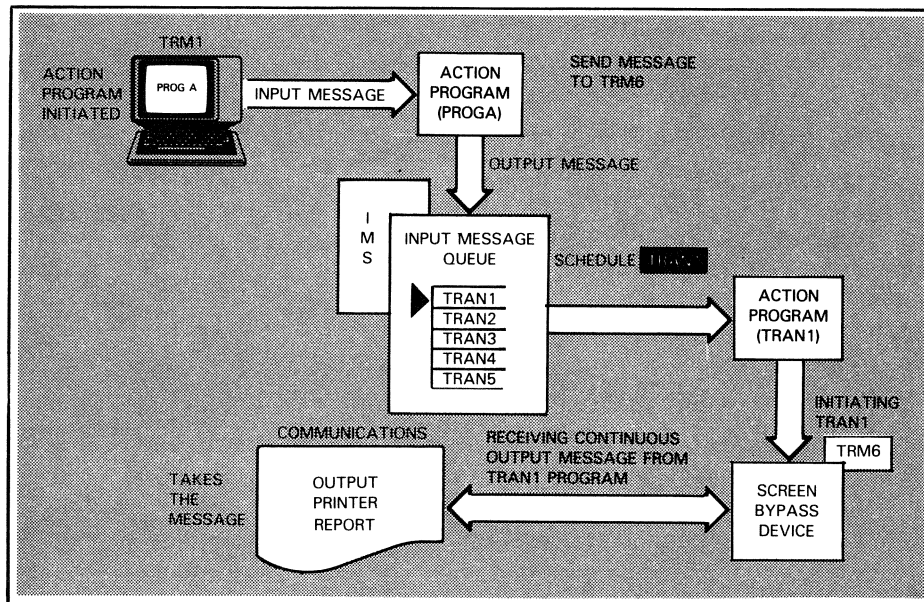 TRM1
ACTION
PROGRAM
INITIATED
PROG A
INPUT MESSAGE
ACTION
PROGRAM
(PROGA)
SEND MESSAGE
TO TRM6
OUTPUT MESSAGE
I
M
S
INPUT MESSAGE
QUEUE
TRAN1
TRAN2
TRAN3
TRAN4
TRAN5
SCHEDULE
ACTION
PROGRAM
(TRAN1)
INITIATING
TRAN1
TRM6
SCREEN
BYPASS
DEVICE
RECEIVING CONTINUOUS
OUTPUT MESSAGE FROM
TRAN1 PROGRAM
COMMUNICATIONS
OUTPUT
PRINTER
REPORT
TAKES
THE
MESSAGE